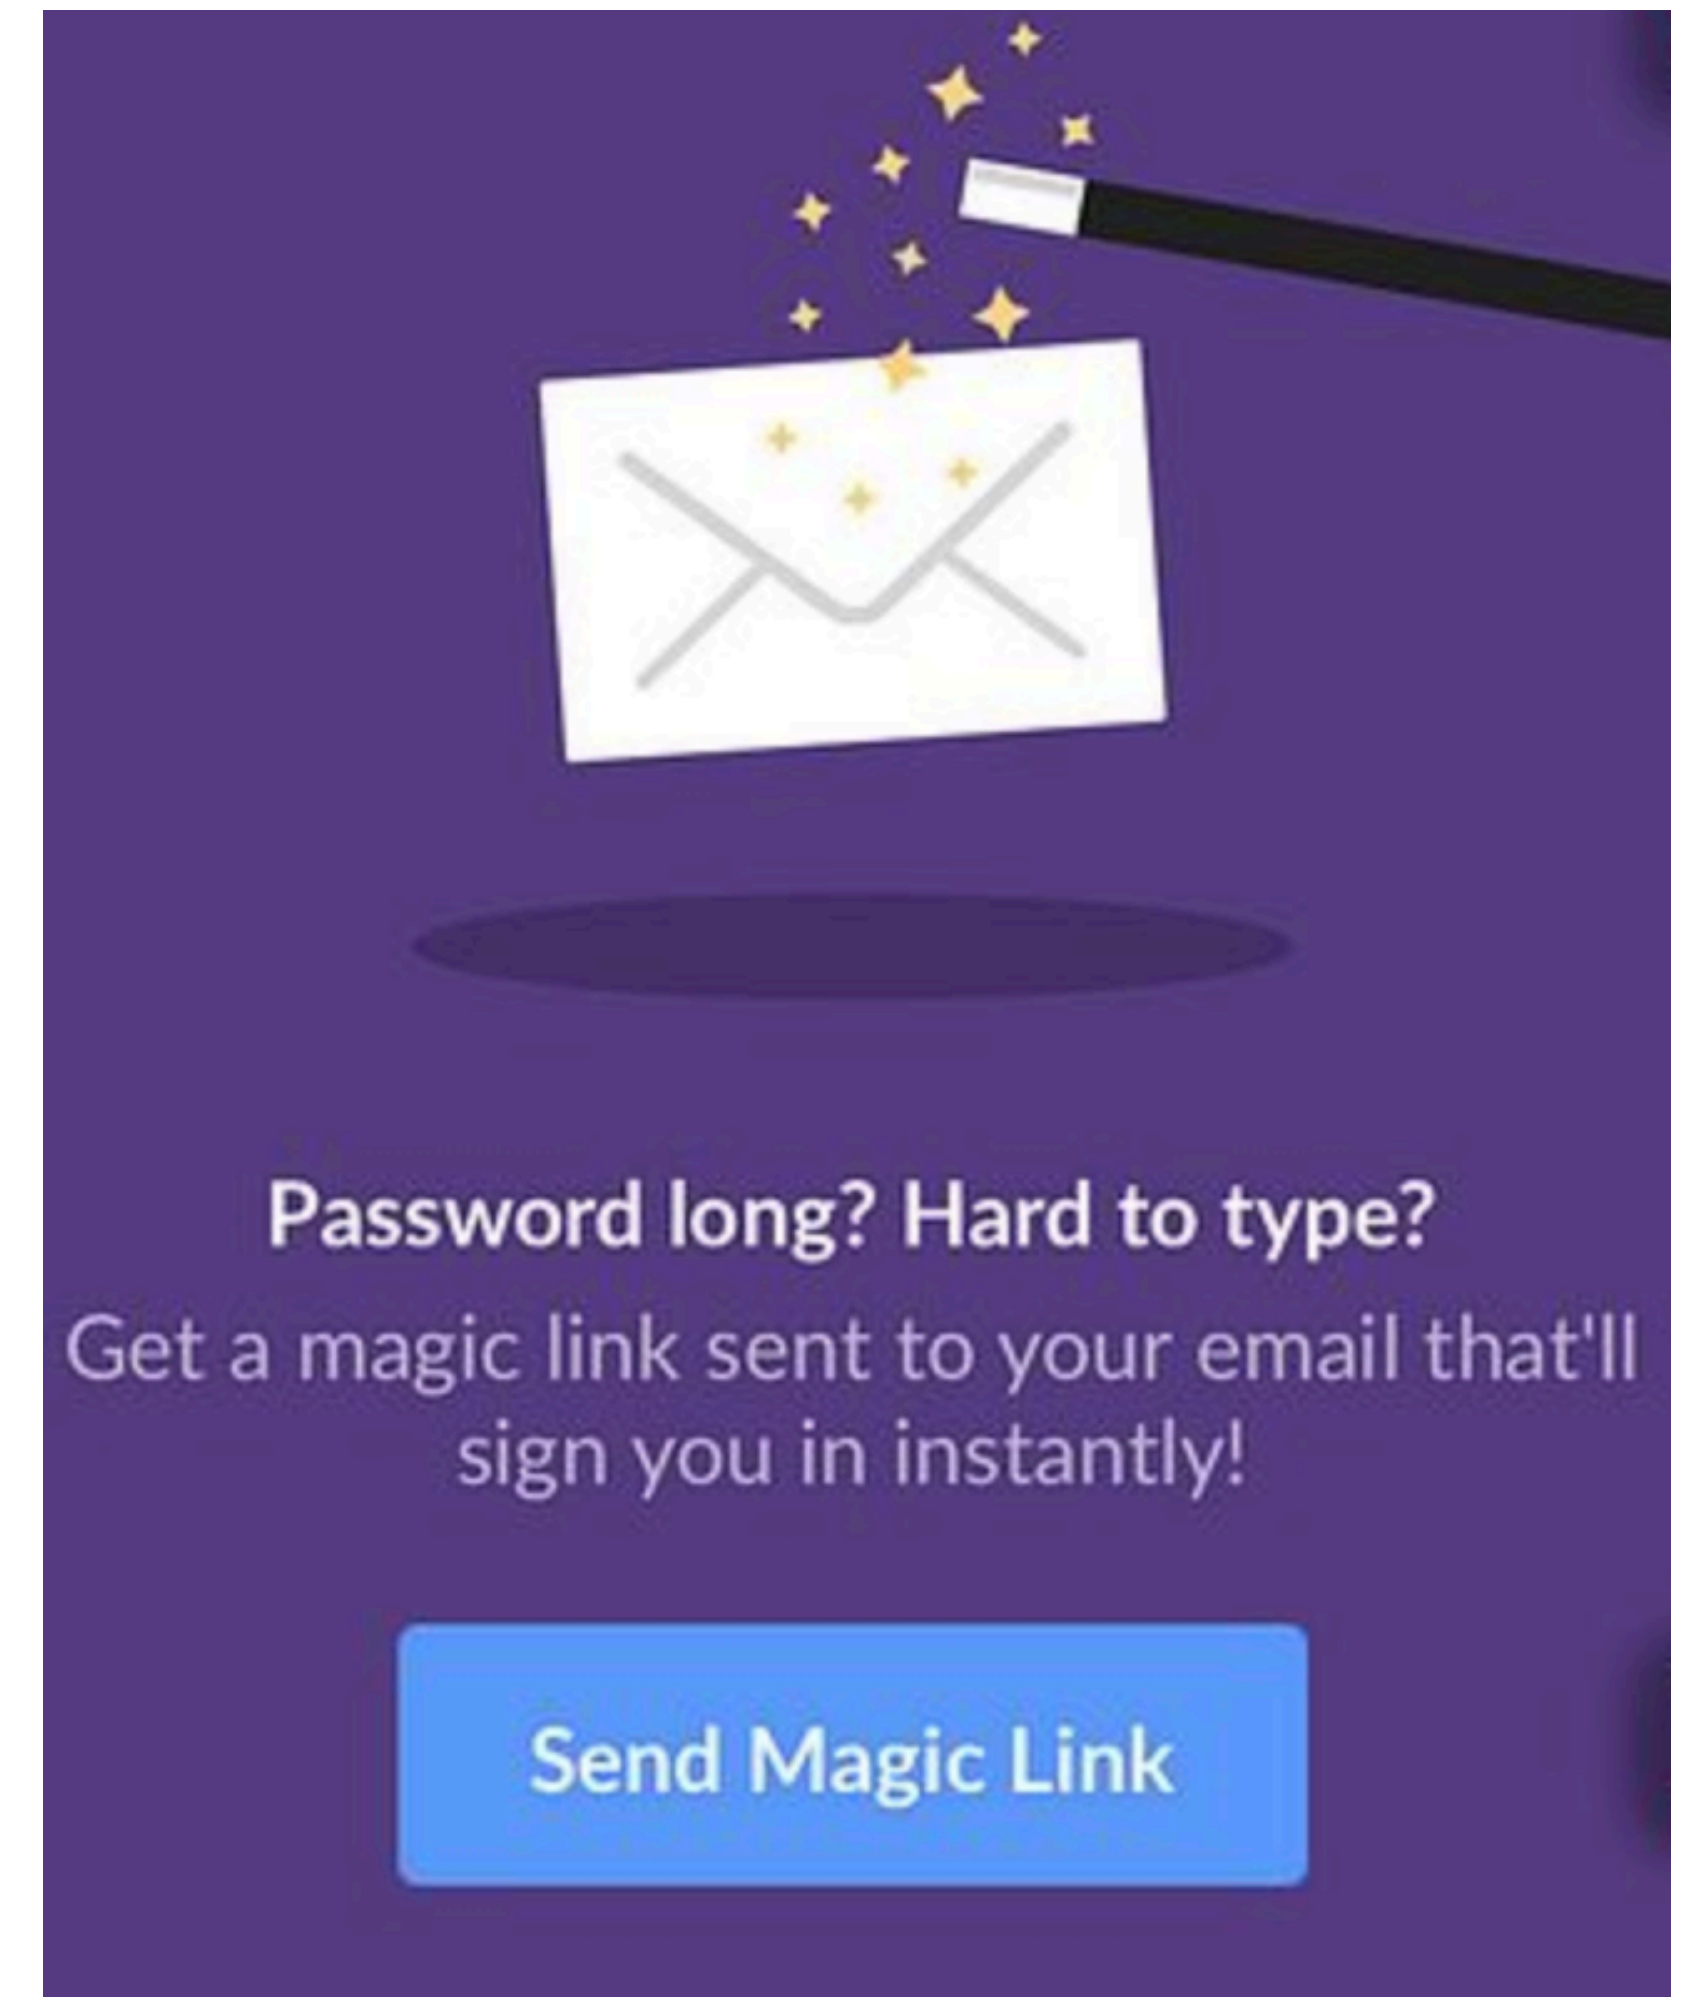 Password long? Hard to type?
Get a magic link sent to your email that'll
sign you in instantly!
Send Magic Link